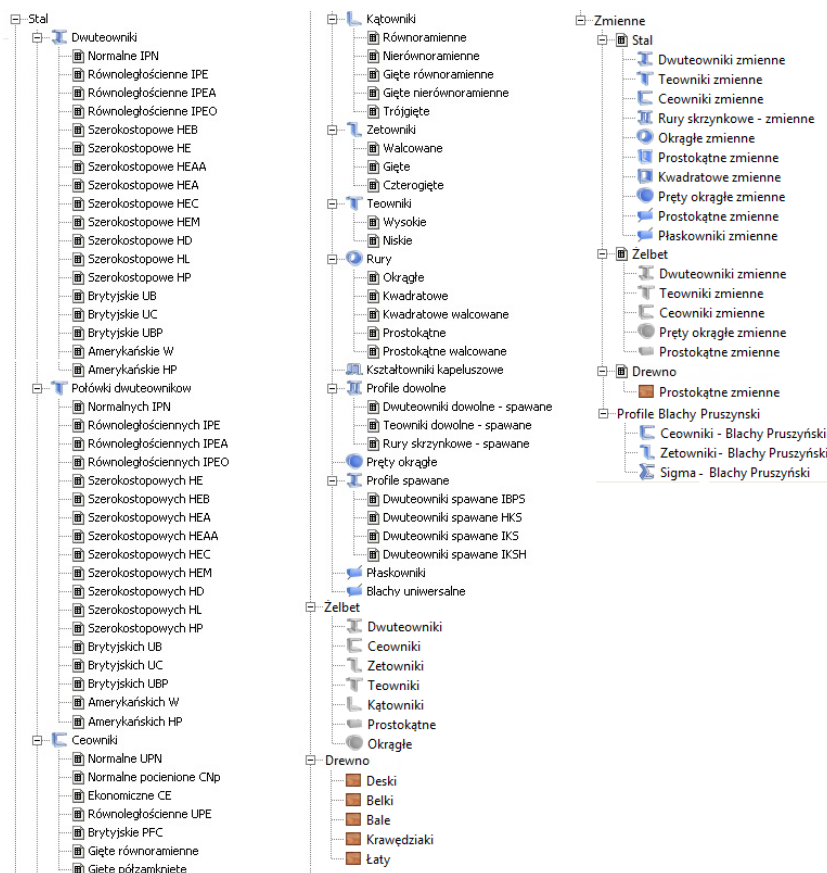 Stal
Dwuteowniki
Normalne IPN
Równoległościenne IPE
Równoległościenne IPEA
Równoległościenne IPEO
Szerokostopowe HEB
Szerokostopowe HE
Szerokostopowe HEAA
Szerokostopowe HEA
Szerokostopowe HEC
Szerokostopowe HEM
Szerokostopowe HD
Szerokostopowe HL
Szerokostopowe HP
Brytyjskie UB
Brytyjskie UC
Brytyjskie UBP
Amerykańskie W
Amerykańskie HP
Połówki dwuteownikow
Normalnych IPN
Równoległościennych IPE
Równoległościennych IPEA
Równoległościennych IPEO
Szerokostopowych HE
Szerokostopowych HEB
Szerokostopowych HEA
Szerokostopowych HEAA
Szerokostopowych HEC
Szerokostopowych HEM
Szerokostopowych HD
Szerokostopowych HL
Szerokostopowych HP
Brytyjskich UB
Brytyjskich UC
Brytyjskich UBP
Amerykańskich W
Amerykańskich HP
Ceowniki
Normalne UPN
Normalne pocienione CNp
Ekonomiczne CE
Równoległościenne UPE
Brytyjskie PFC
Gięte równoramienne
Gięte półzamknięte
Kątowniki
Równoramienne
Nierównoramienne
Gięte równoramienne
Gięte nierównoramienne
Trójgięte
Zetowniki
Walcowane
Gięte
Czterogięte
Teowniki
Wysokie
Niskie
Rury
Okrągłe
Kwadratowe
Kwadratowe walcowane
Prostokątne
Prostokątne walcowane
Kształtowniki kapeluszowe
Profile dowolne
Dwuteowniki dowolne - spawane
Teowniki dowolne - spawane
Rury skrzynkowe - spawane
Pręty okrągłe
Profile spawane
Dwuteowniki spawane IBPS
Dwuteowniki spawane HKS
Dwuteowniki spawane IKS
Dwuteowniki spawane IKSH
Płaskowniki
Blachy uniwersalne
Żelbet
Dwuteowniki
Ceowniki
Zetowniki
Teowniki
Kątowniki
Prostokątne
Okrągłe
Drewno
Deski
Belki
Bale
Krawędziaki
Łaty
Zmienne
Stal
Dwuteowniki zmienne
Teowniki zmienne
Ceowniki zmienne
Rury skrzynkowe - zmienne
Okrągłe zmienne
Prostokątne zmienne
Kwadratowe zmienne
Pręty okrągłe zmienne
Prostokątne zmienne
Płaskowniki zmienne
Żelbet
Dwuteowniki zmienne
Teowniki zmienne
Ceowniki zmienne
Pręty okrągłe zmienne
Prostokątne zmienne
Drewno
Prostokątne zmienne
Profile Blachy Pruszynski
Ceowniki - Blachy Pruszyński
Zetowniki- Blachy Pruszyński
Sigma - Blachy Pruszyński